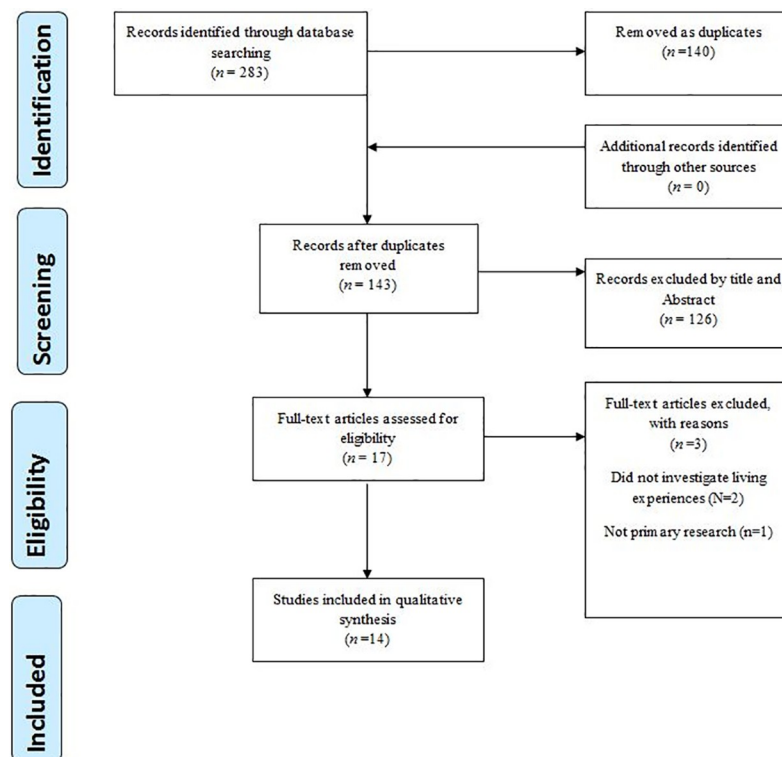 Identification
Records identified through database
searching
(n = 283)
Removed as duplicates
(n =140)
Additional records identified
through other sources
(n = 0)
Screening
Records after duplicates
removed
(n = 143)
Records excluded by title and
Abstract
(n = 126)
Eligibility
Full-text articles assessed for
eligibility
(n = 17)
Full-text articles excluded,
with reasons
(n =3)
Did not investigate living
experiences (N=2)
Not primary research (n=1)
Included
Studies included in qualitative
synthesis
(n =14)